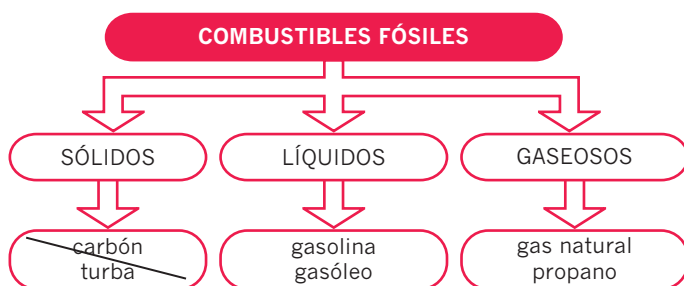 COMBUSTIBLES FÓSILES
SÓLIDOS
LÍQUIDOS
GASEOSOS
carbón
turba
gasolina
gasóleo
gas natural
propano